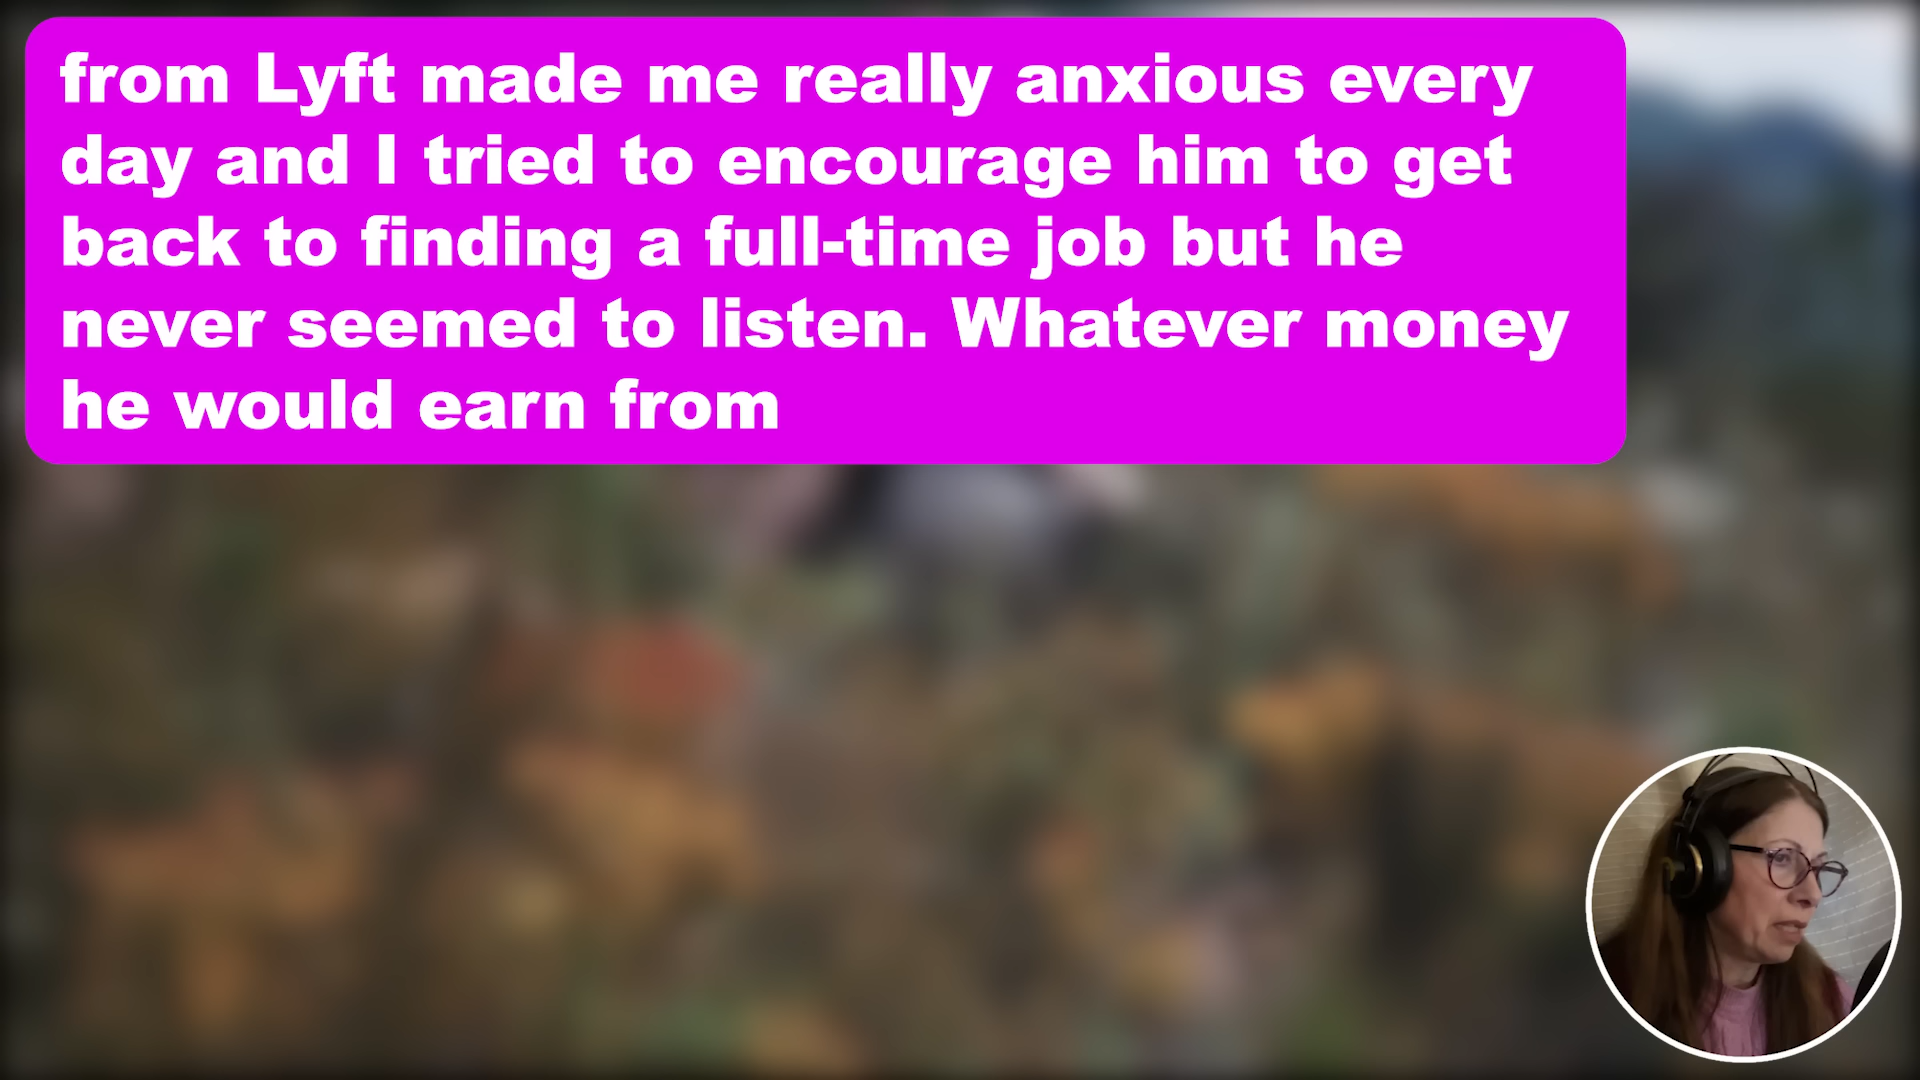 from Lyft made me really anxious every
day and I tried to encourage him to get
back to finding a full-time job but he
never seemed to listen. Whatever money
he would earn from